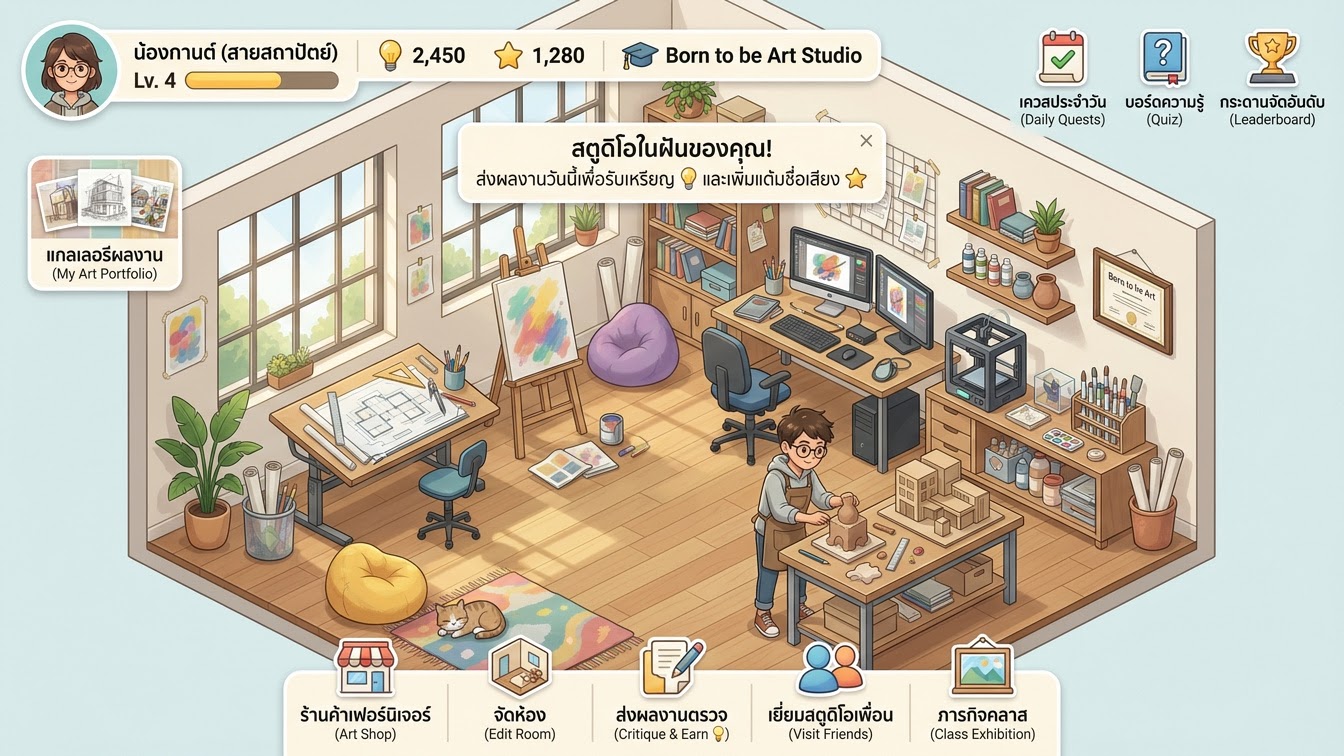 น้องกานต์ (สายสถาปัตย์)
Lv. 4
2,450
1,280
Born to be Art Studio
เควสประจำวัน
(Daily Quests)
บอร์ดความรู้
(Quiz)
กระดานจัดอันดับ
(Leaderboard)
สตูดิโอในฝันของคุณ!
ส่งผลงานวันนี้เพื่อรับเหรียญ และเพิ่มแต้มชื่อเสียง
แกลเลอรีผลงาน
(My Art Portfolio)
ร้านค้าเฟอร์นิเจอร์
(Art Shop)
จัดห้อง
(Edit Room)
ส่งผลงานตรวจ
(Critique & Earn )
เยี่ยมสตูดิโอเพื่อน
(Visit Friends)
ภารกิจคลาส
(Class Exhibition)